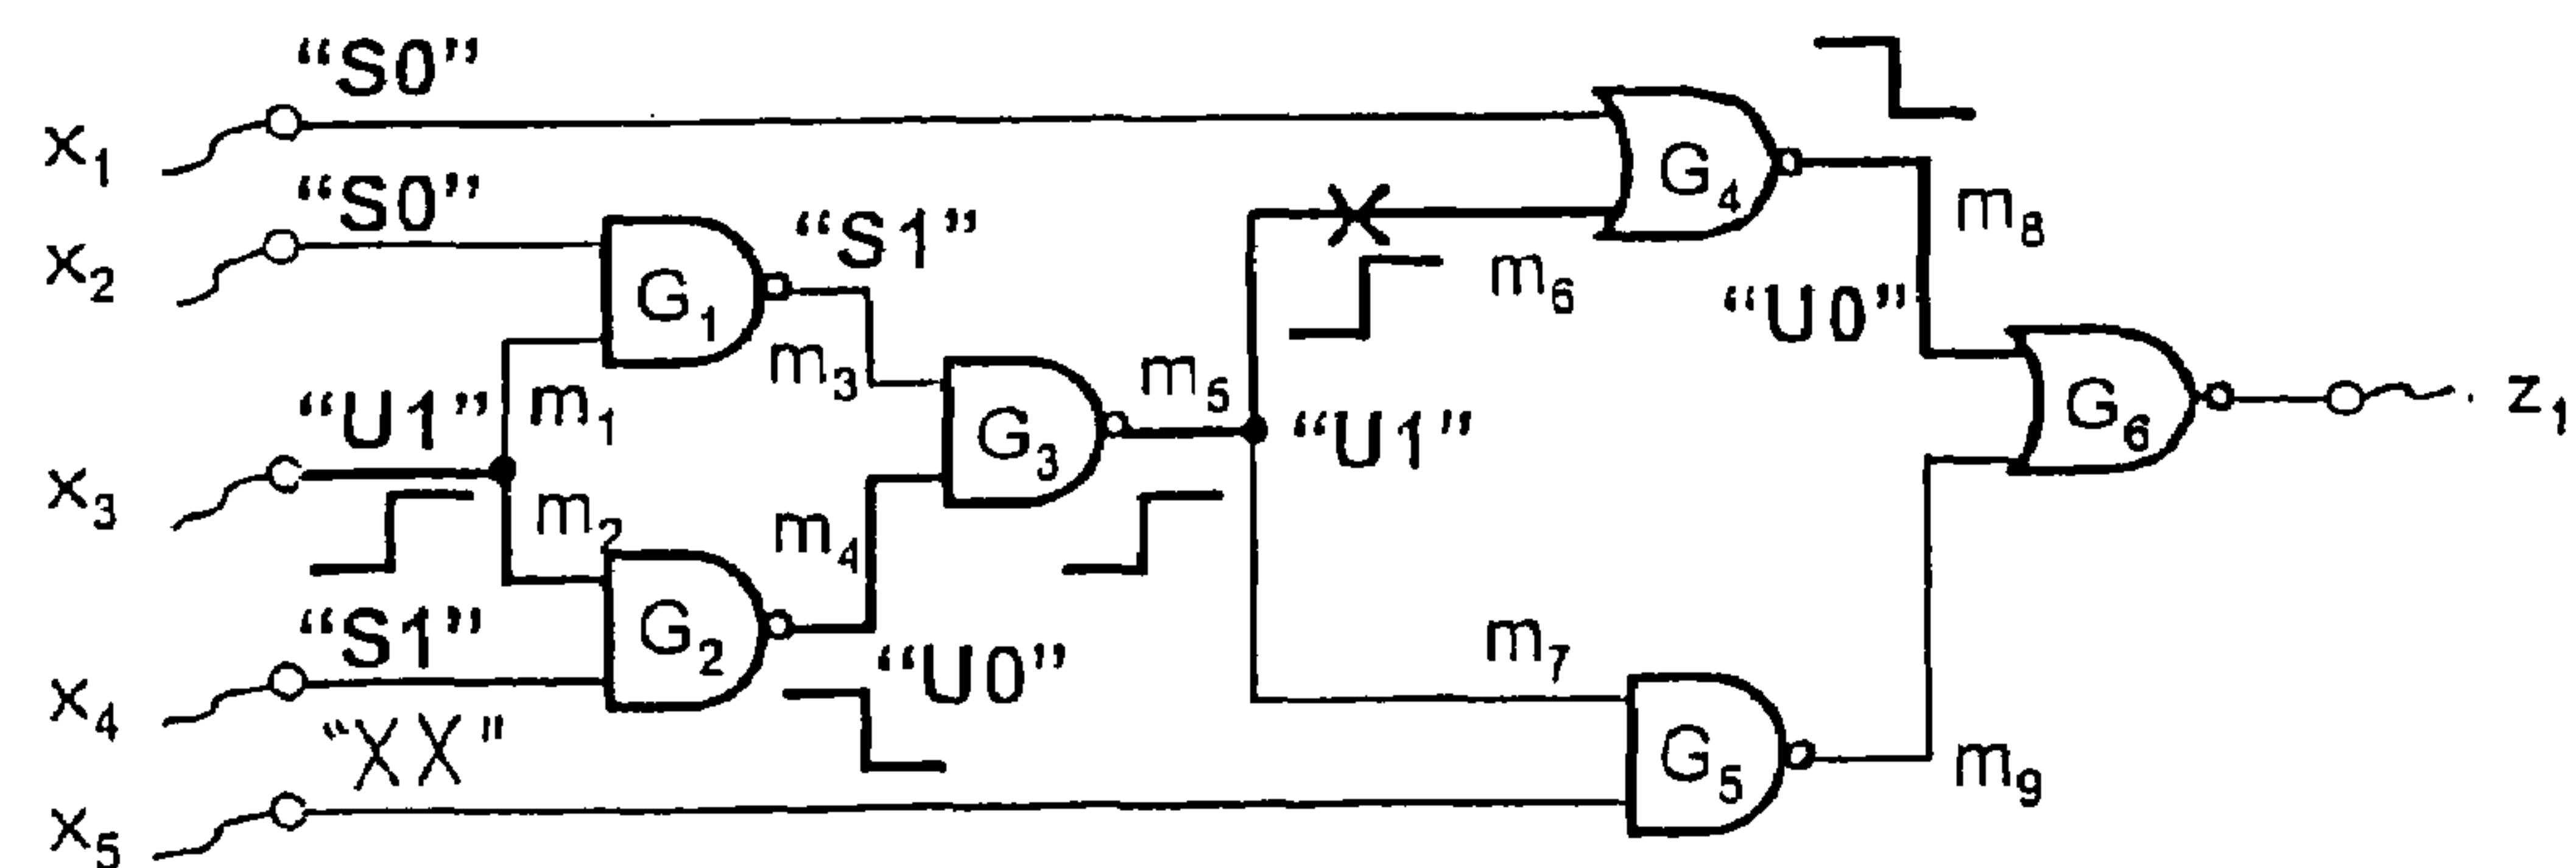 “S0”
x1
“S0”
x2
G1
“S1”
m3
“U1”
m1
x3
m2
“S1”
x4
G2
m4
“U0”
“XX”
x5
G3
m5
“U1”
m6
G4
m8
“U0”
m7
G5
m9
G6
z1